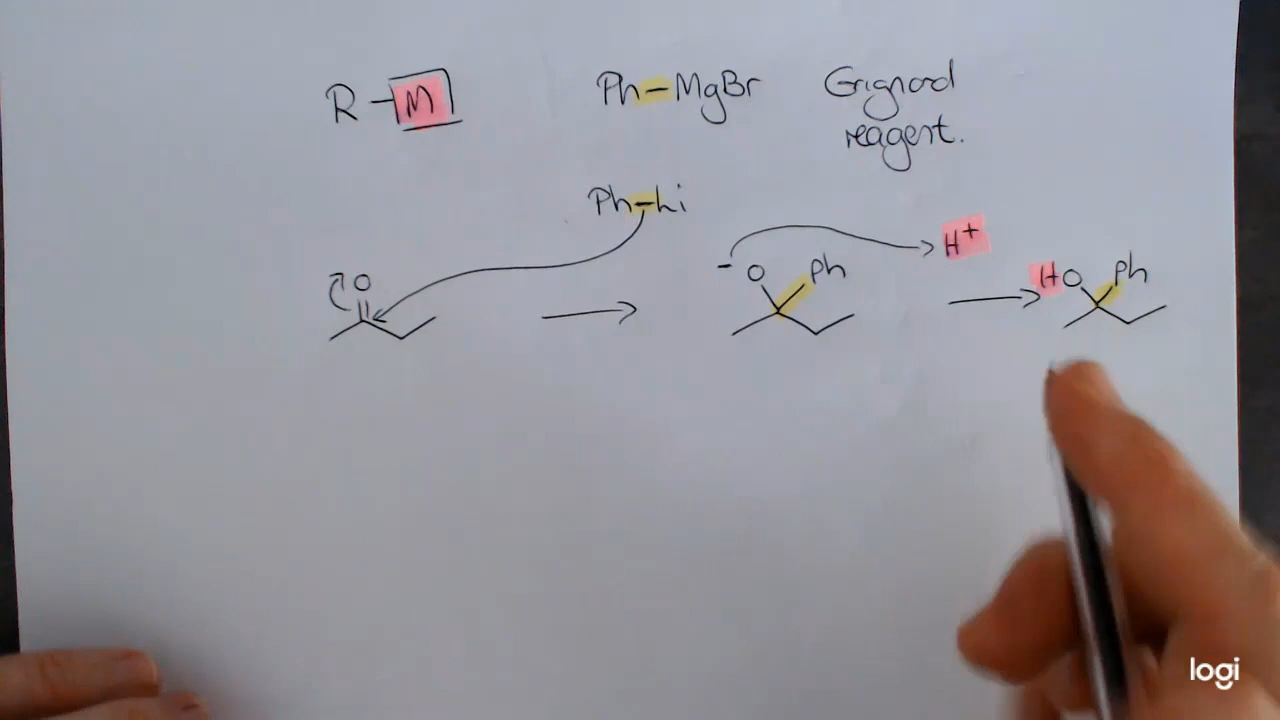 R-M
Ph-MgBr
Grignard
reagent.
Ph-Li
O
- O Ph
H+
HO Ph
logi